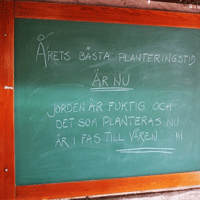 ÅRETS BÄSTA PLANTERINGSTID
ÄR NU
JORDEN ÄR FUKTIG OCH
DET SOM PLANTERAS NU
ÄR I FAS TILL VÅREN !!!